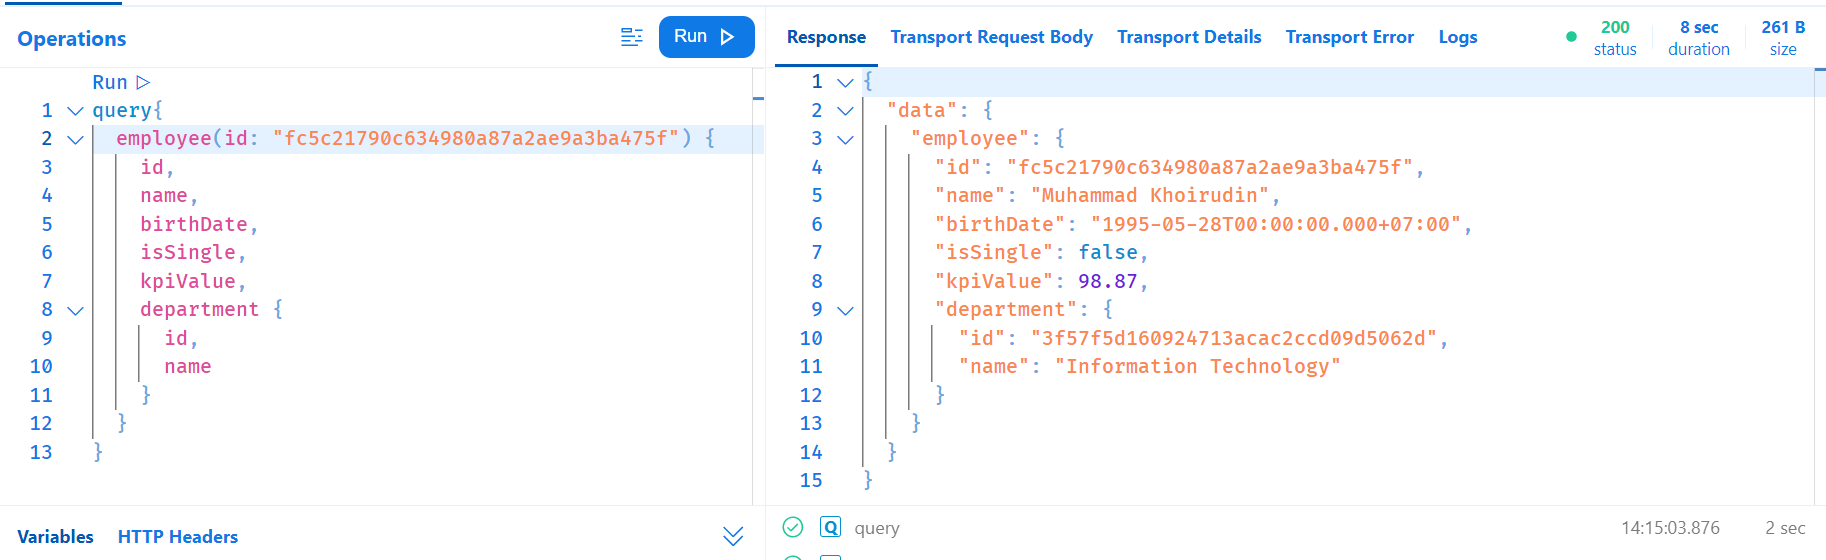 Operations
Run
Run
1 query{
2 employee(id: "fc5c21790c634980a87a2ae9a3ba475f") {
3 id,
4 name,
5 birthDate,
6 isSingle,
7 kpiValue,
8 department {
9 id,
10 name
11 }
12 }
13 }
Variables HTTP Headers
Response Transport Request Body Transport Details Transport Error Logs
200 8 sec 261 B
status duration size
1 {
2 "data": {
3 "employee": {
4 "id": "fc5c21790c634980a87a2ae9a3ba475f",
5 "name": "Muhammad Khoirudin",
6 "birthDate": "1995-05-28T00:00:00.000+07:00",
7 "isSingle": false,
8 "kpiValue": 98.87,
9 "department": {
10 "id": "3f57f5d160924713acac2ccd09d5062d",
11 "name": "Information Technology"
12 }
13 }
14 }
15 }
Q query 14:15:03.876 2 sec